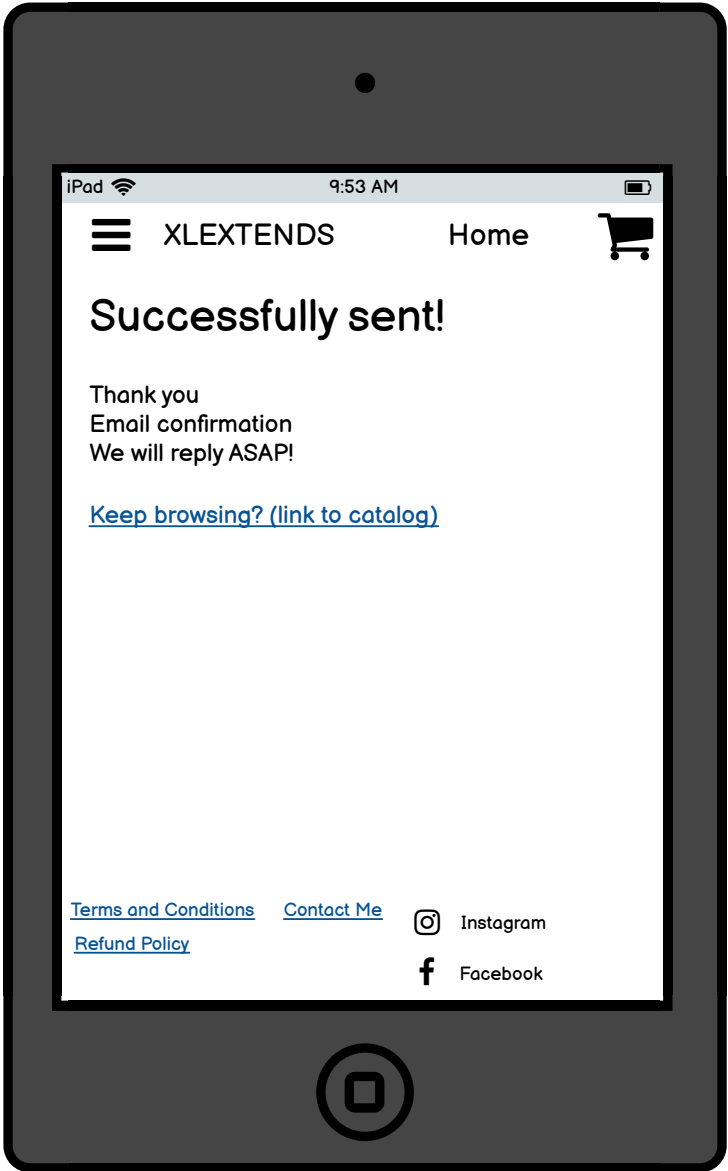 iPad 9:53 AM
XLEXTENDS Home
Successfully sent!
Thank you
Email confirmation
We will reply ASAP!
Keep browsing? (link to catalog)
Terms and Conditions Contact Me
Refund Policy
Instagram
Facebook